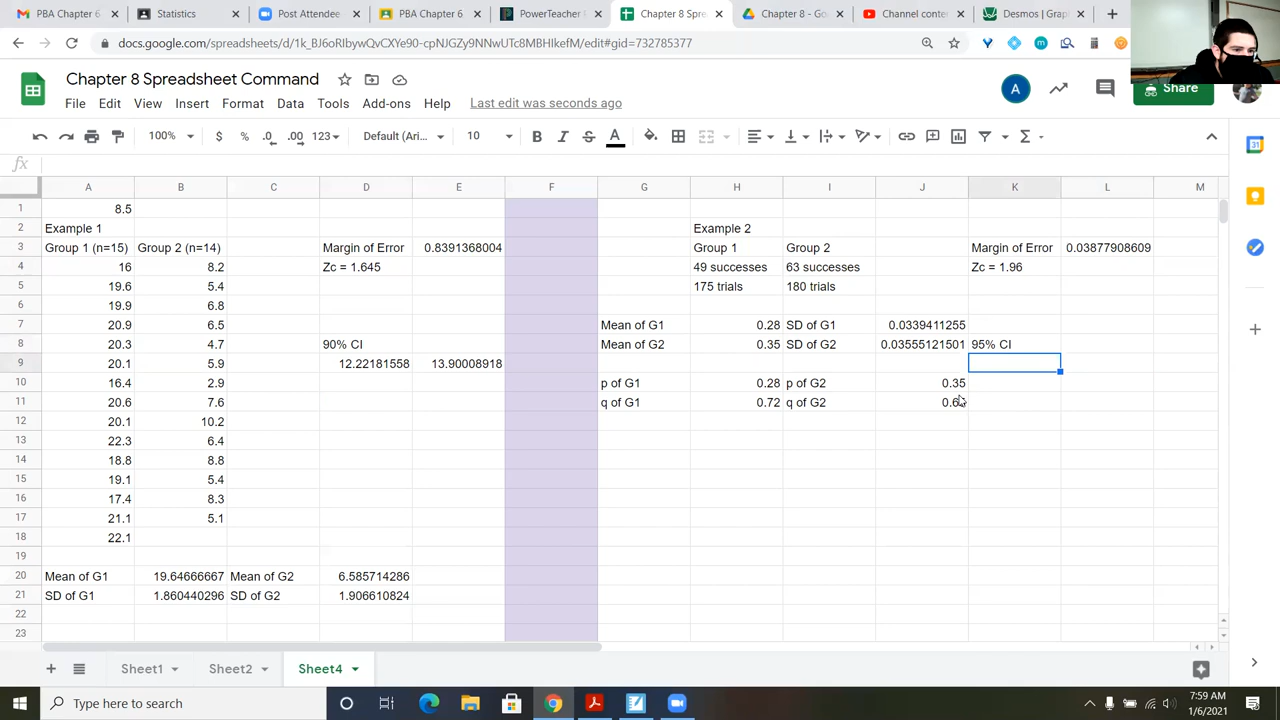 PBA Chapter 6
Statistics
Post Attendee
PBA Chapter 6
PowerTeacher
Chapter 8 Spre
Chapter 8 - Go
Channel conte
Desmos | Grap
docs.google.com/spreadsheets/
edit#gid=732785377
Chapter 8 Spreadsheet Command
File Edit View Insert Format Data Tools Add-ons Help Last edit was seconds ago
A
Share
100% $ % .0 .00 123 Default (Ari... 10 B I S A
fx
A B C D E F G H I J K L M
1 8.5
2 Example 1 Example 2
3 Group 1 (n=15) Group 2 (n=14) Margin of Error 0.8391368004 Group 1 Group 2 Margin of Error 0.03877908609
4 16 8.2 Zc = 1.645 49 successes 63 successes Zc = 1.96
5 19.6 5.4 175 trials 180 trials
6 19.9 6.8
7 20.9 6.5 Mean of G1 0.28 SD of G1 0.0339411255
8 20.3 4.7 90% CI Mean of G2 0.35 SD of G2 0.03555121501 95% CI
9 20.1 5.9 12.22181558 13.90008918
10 16.4 2.9 p of G1 0.28 p of G2 0.35
11 20.6 7.6 q of G1 0.72 q of G2
12 20.1 10.2
13 22.3 6.4
14 18.8 8.8
15 19.1 5.4
16 17.4 8.3
17 21.1 5.1
18 22.1
19
20 Mean of G1 19.64666667 Mean of G2 6.585714286
21 SD of G1 1.860440296 SD of G2 1.906610824
22
23
Sheet1 Sheet2 Sheet4
31
Type here to search
7:59 AM
1/6/2021
3